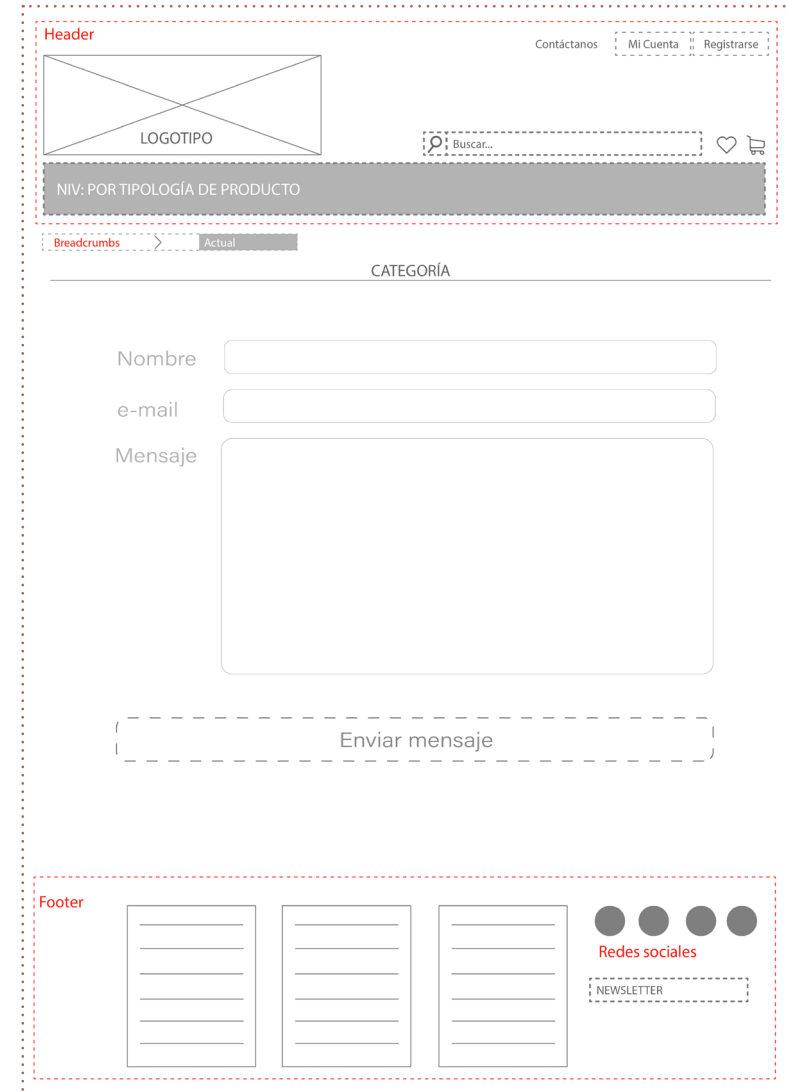 Header
Contáctanos
Mi Cuenta
Registrarse
LOGOTIPO
Buscar...
NIV: POR TIPOLOGÍA DE PRODUCTO
Breadcrumbs
Actual
CATEGORÍA
Nombre
e-mail
Mensaje
Enviar mensaje
Footer
Redes sociales
NEWSLETTER